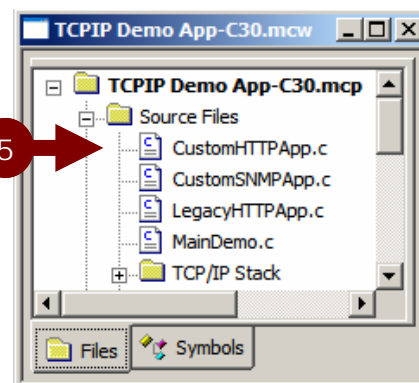 TCPIP Demo App-C30.mcw
TCPIP Demo App-C30.mcp
Source Files
5
CustomHTTPApp.c
CustomSNMPApp.c
LegacyHTTPApp.c
MainDemo.c
TCP/IP Stack
Files
Symbols